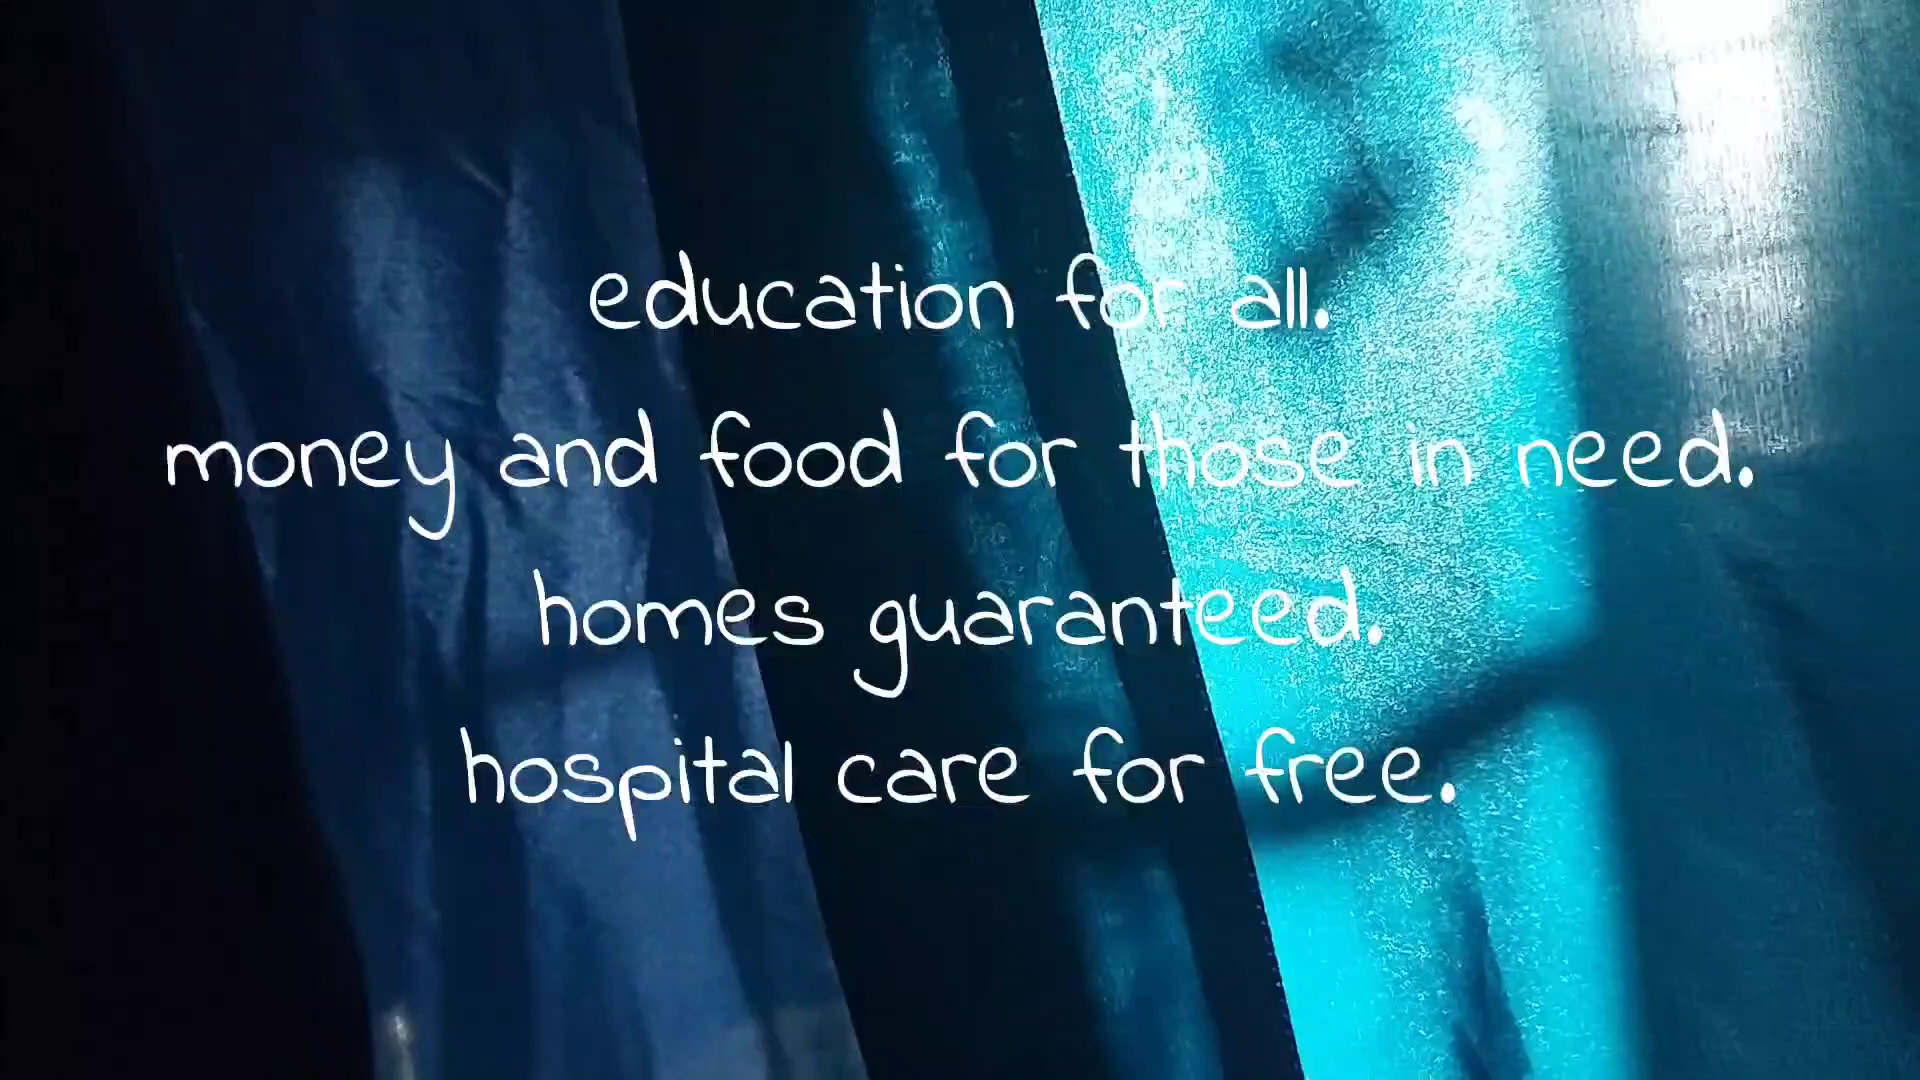 education for all.
money and food for those in need.
homes guaranteed.
hospital care for free.